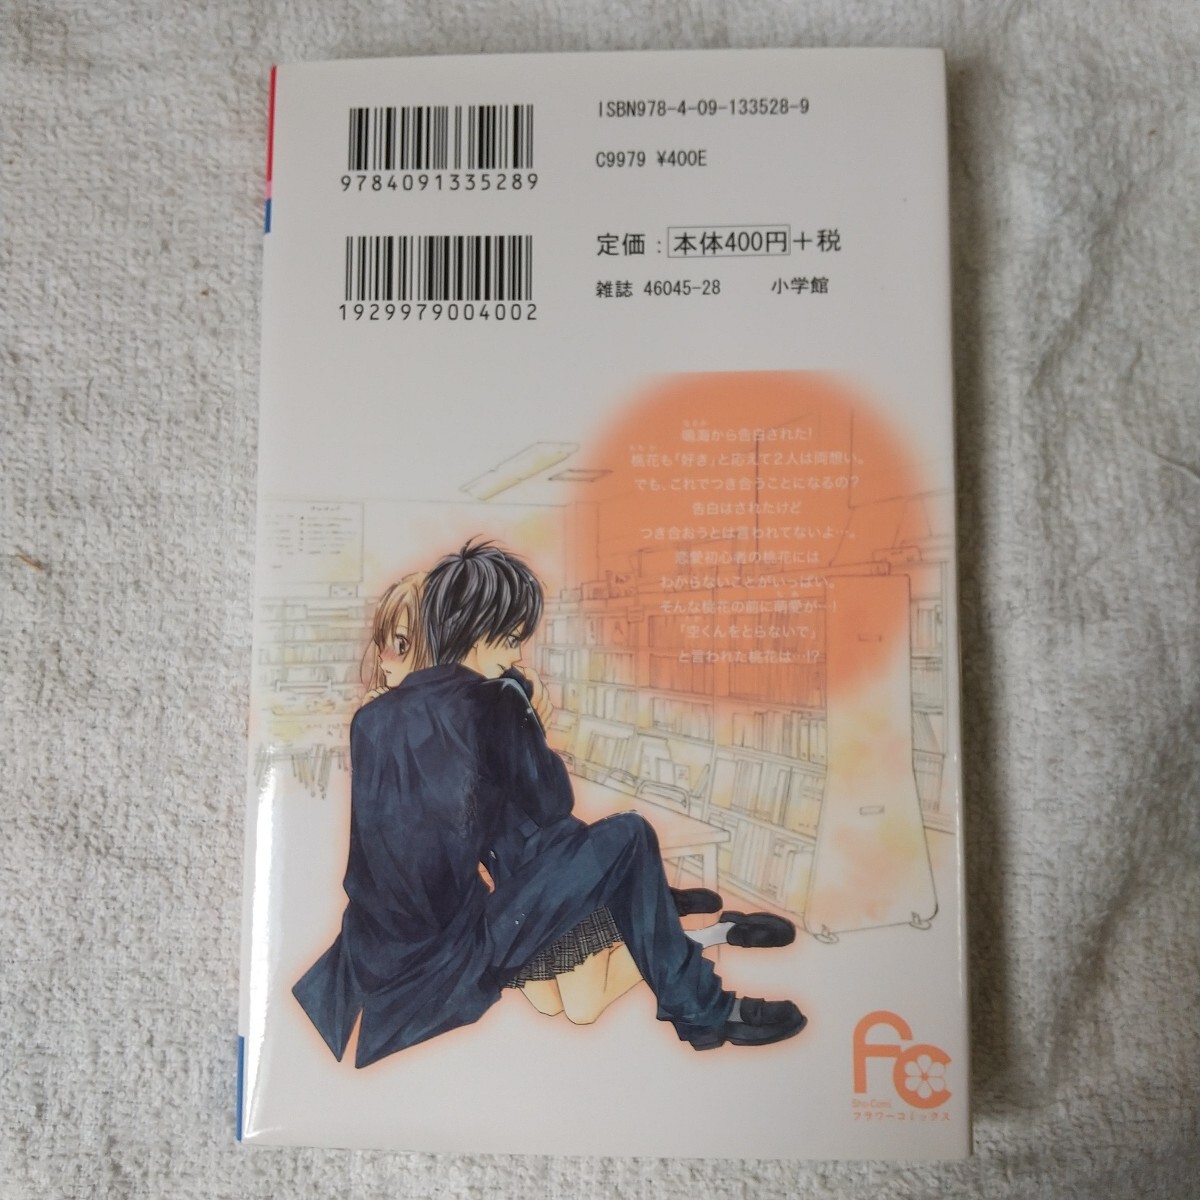 ISBN978-4-09-133528-9
9784091335289
C9979 ¥400E
定価：本体400円＋税
1929979004002
雑誌 46045-28 小学館
鳴海から告白された！
桃花も「好き」と応えて2人は両想い。
でも、これでつき合うことになるの？
告白はされたけど
つき合おうとは言われてないよ…。
恋愛初心者の桃花には
わからないことがいっぱい。
そんな桃花の前に萌愛が…！
「空くんをとらないで」
と言われた桃花は…!?
FC
Sho-Comi
フラワーコミックス